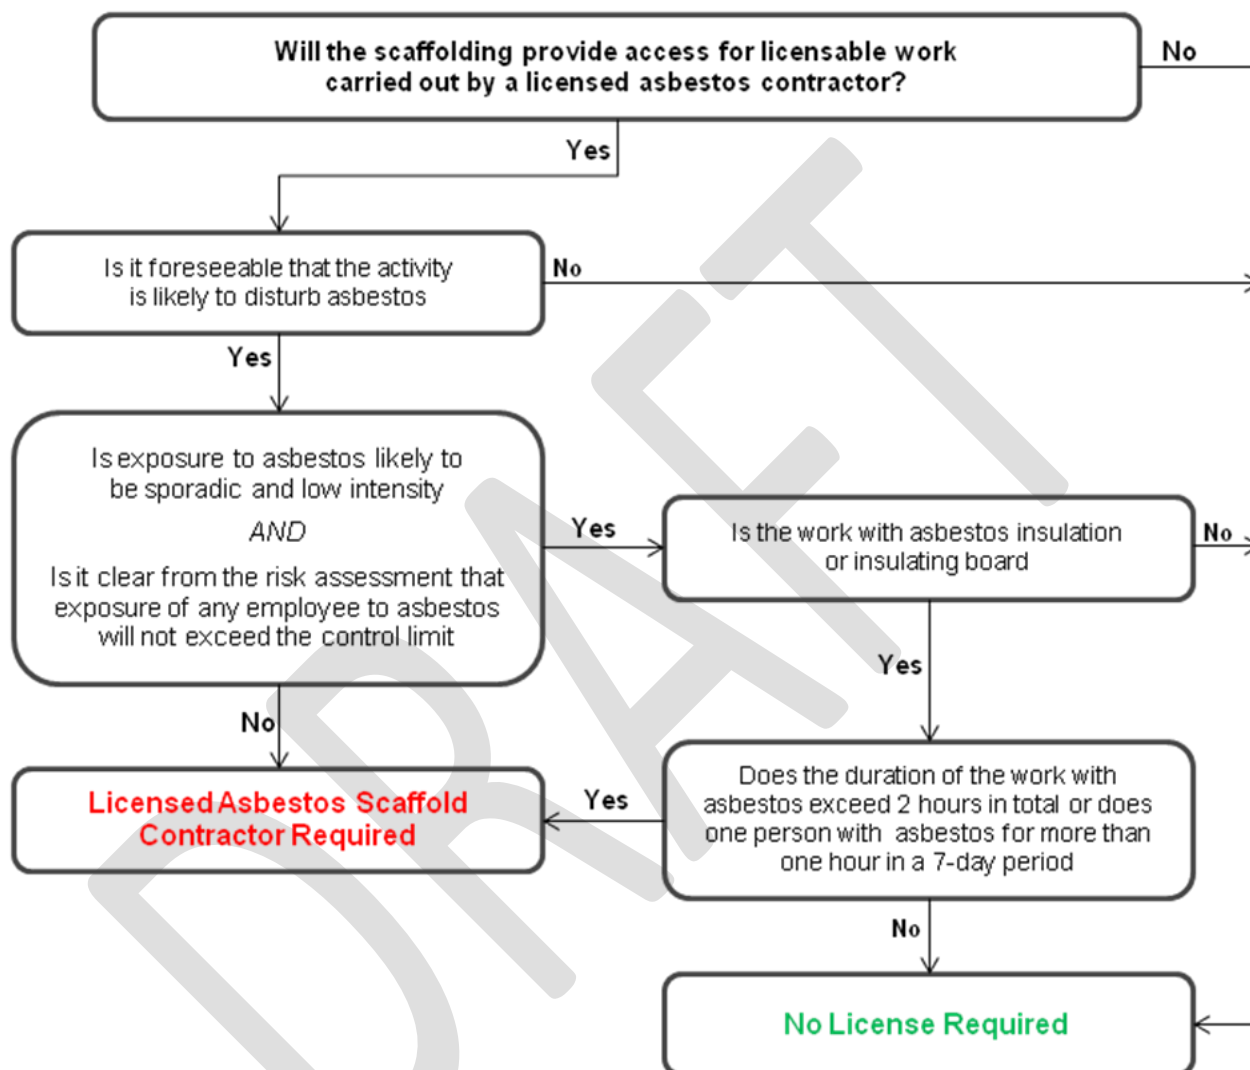 Will the scaffolding provide access for licensable work
carried out by a licensed asbestos contractor?
No
Yes
Is it foreseeable that the activity
is likely to disturb asbestos
No
Yes
Is exposure to asbestos likely to
be sporadic and low intensity
AND
Is it clear from the risk assessment that
exposure of any employee to asbestos
will not exceed the control limit
Yes
Is the work with asbestos insulation
or insulating board
No
Yes
No
Licensed Asbestos Scaffold
Contractor Required
Yes
Does the duration of the work with
asbestos exceed 2 hours in total or does
one person with asbestos for more than
one hour in a 7-day period
No
No License Required
DRAFT